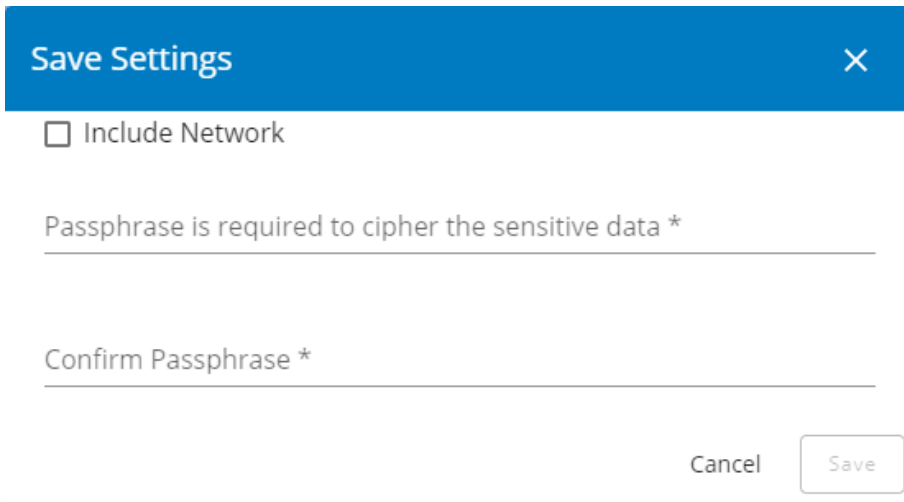 Save Settings
Include Network
Passphrase is required to cipher the sensitive data *
Confirm Passphrase *
Cancel Save